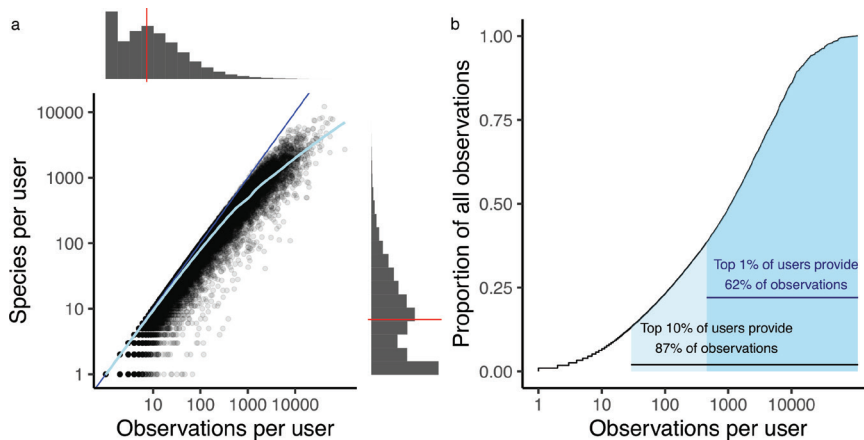 a
10000
1000
100
10
1
Species per user
10 100 1000 10000
Observations per user
b
1.00
0.75
0.50
0.25
0.00
Proportion of all observations
Top 1% of users provide
62% of observations
Top 10% of users provide
87% of observations
1 10 100 1000 10000
Observations per user